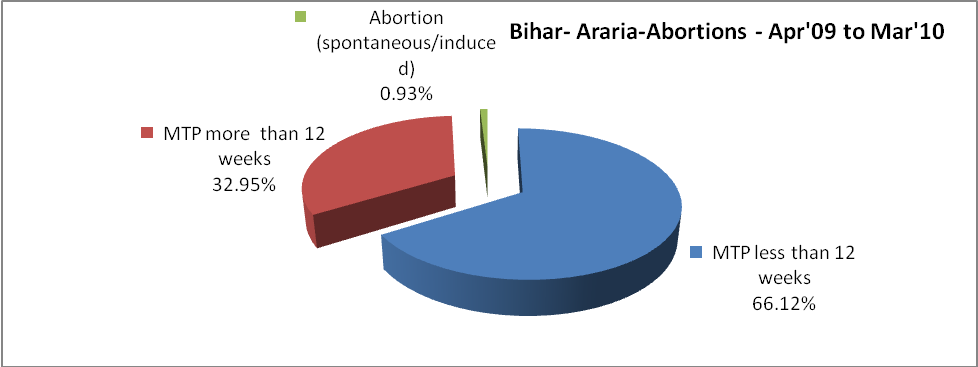 Bihar- Araria-Abortions - Apr'09 to Mar'10
Abortion
(spontaneous/induce
d)
0.93%
MTP more than 12
weeks
32.95%
MTP less than 12
weeks
66.12%